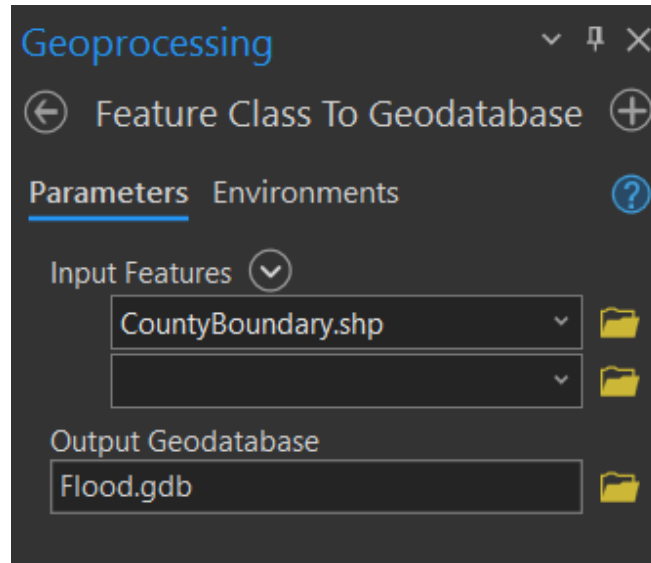 Geoprocessing
Feature Class To Geodatabase
Parameters Environments
Input Features
CountyBoundary.shp
Output Geodatabase
Flood.gdb